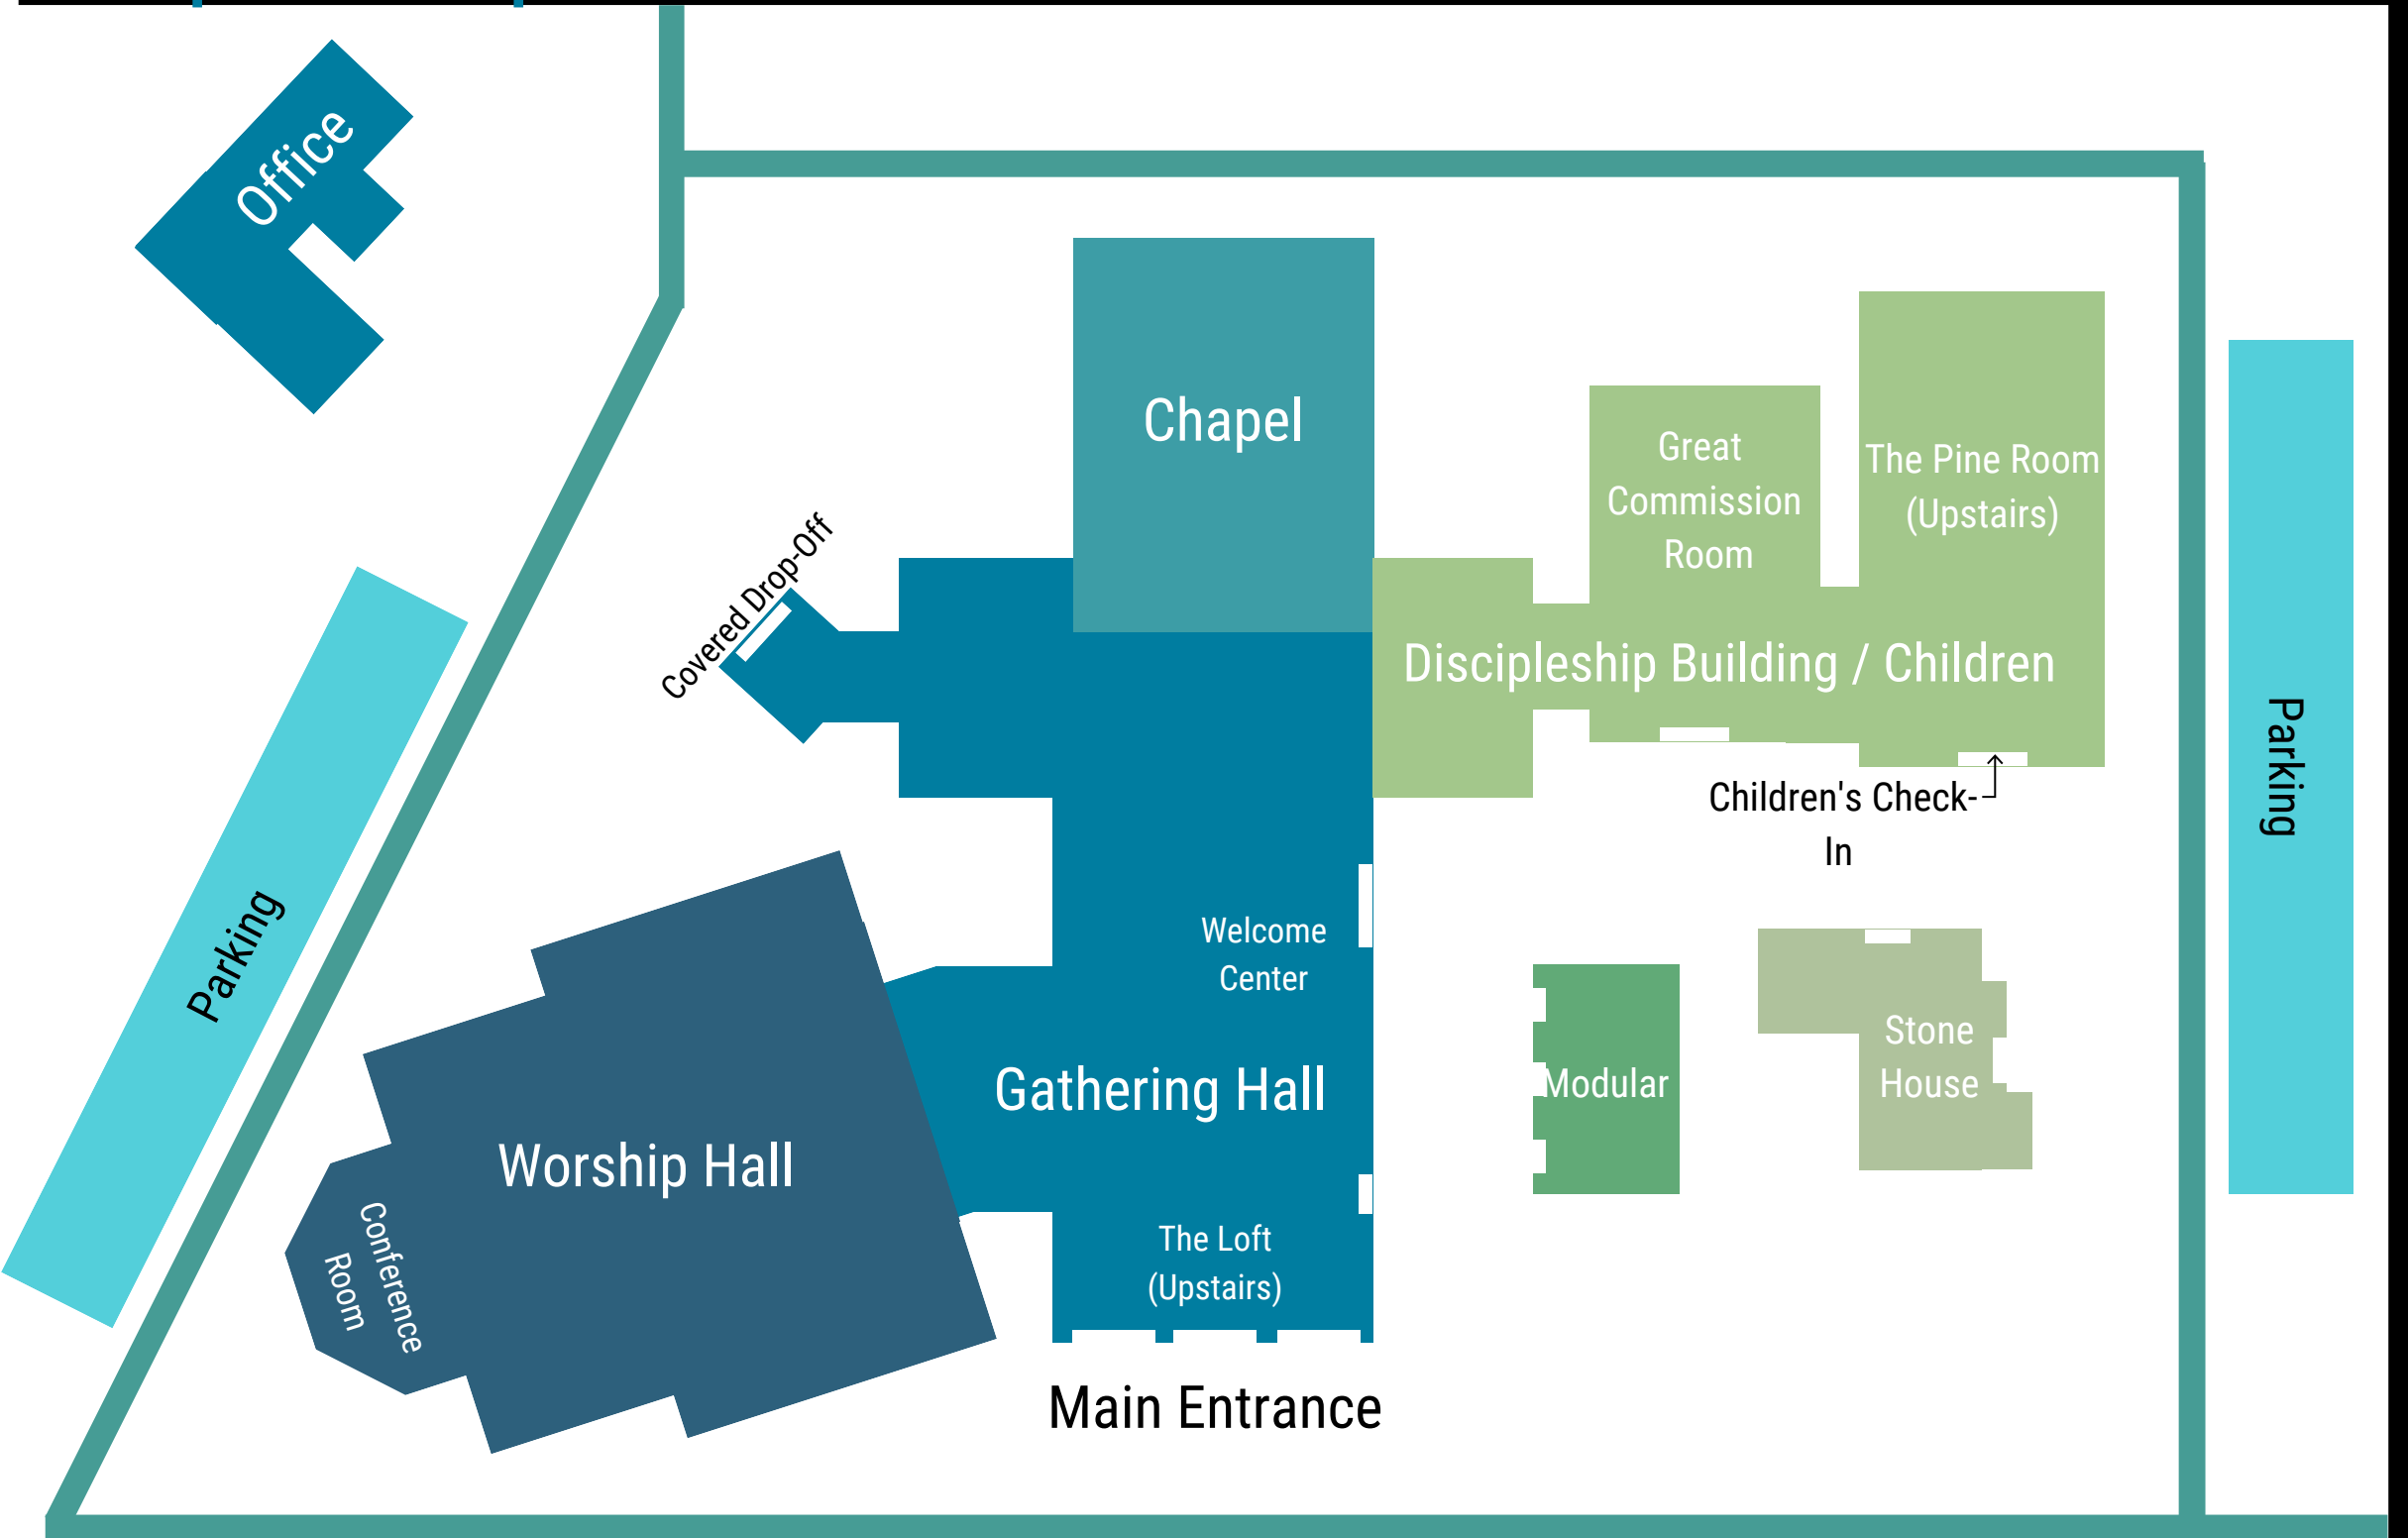 Office
Chapel
Great
Commission
Room
The Pine Room
(Upstairs)
Covered Drop-Off
Discipleship Building / Children
Parking
Children's Check-
In
Parking
Welcome
Center
Gathering Hall
Modular
Stone
House
Worship Hall
Conference
Room
The Loft
(Upstairs)
Main Entrance